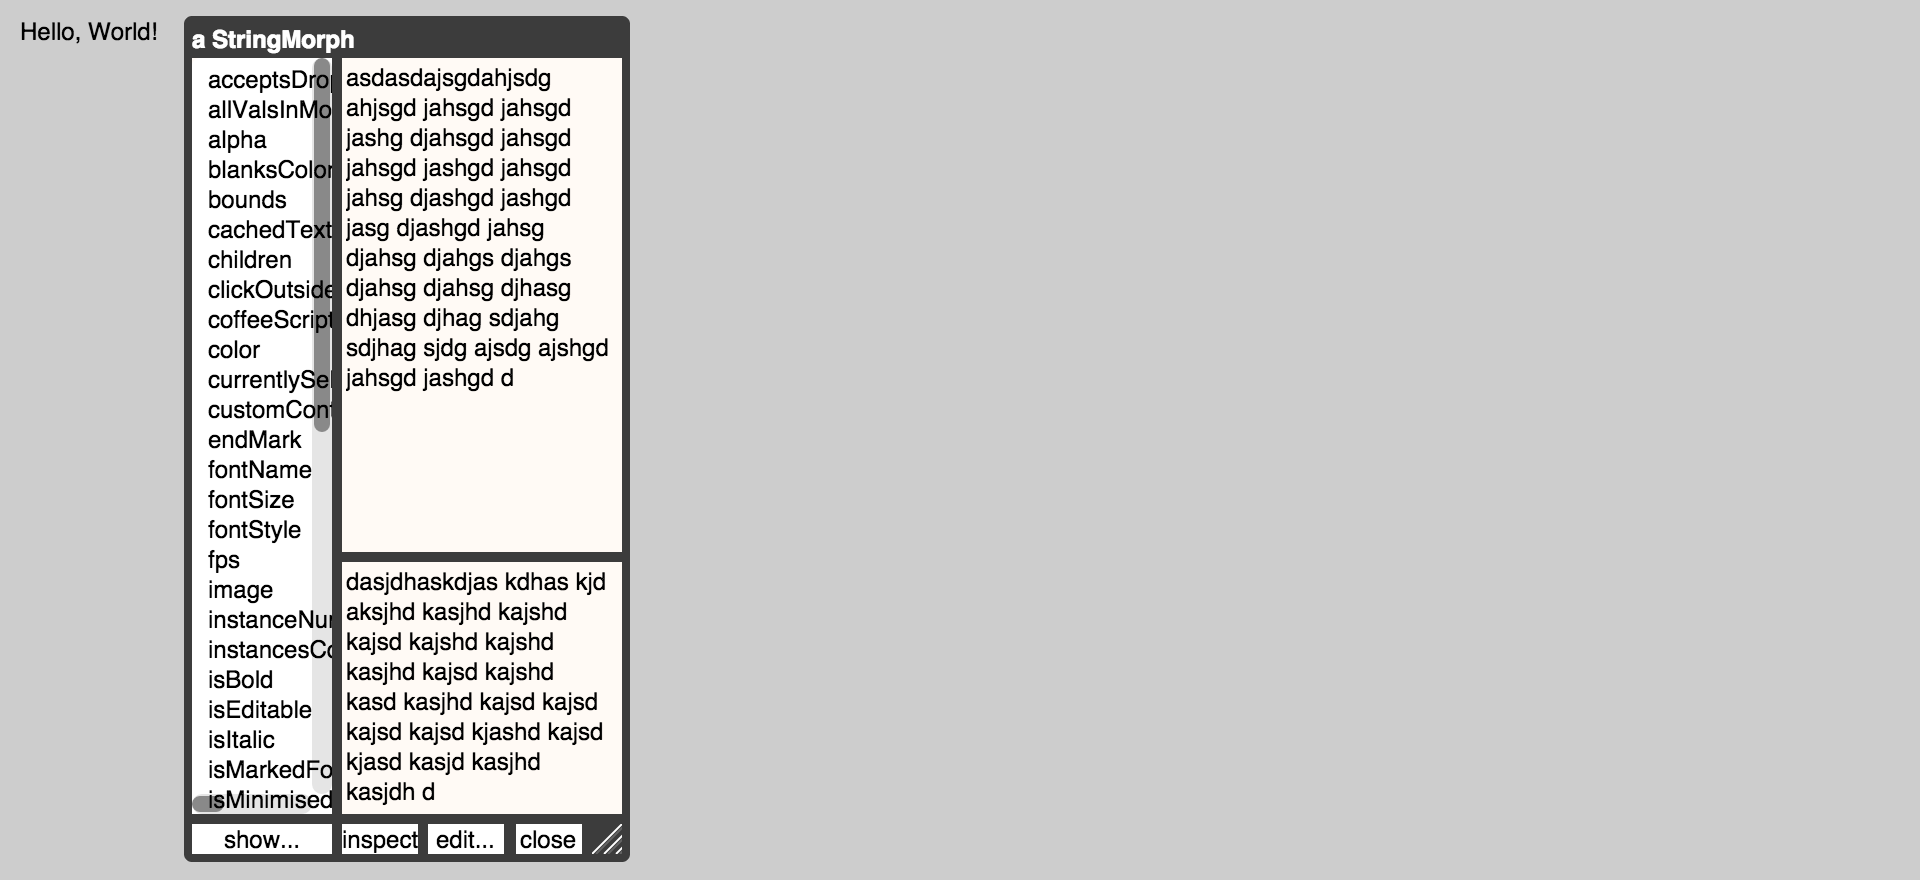 Hello, World!
a StringMorph
acceptsDrop
allValsInMo
alpha
blanksColor
bounds
cachedText
children
clickOutside
coffeeScript
color
currentlySel
customCont
endMark
fontName
fontSize
fontStyle
fps
image
instanceNur
instancesCo
isBold
isEditable
isItalic
isMarkedFo
isMinimised
asdasdajsgdahjsdg
ahjsgd jahsgd jahsgd
jashg djahsgd jahsgd
jahsgd jashgd jahsgd
jahsg djashgd jashgd
jasg djashgd jahsg
djahsg djahgs djahgs
djahsg djahsg djhasg
dhjasg djhag sdjahg
sdjhag sjdg ajsdg ajshgd
jahsgd jashgd d
dasjdhaskdjas kdhas kjd
aksjhd kasjhd kajshd
kajsd kajshd kajshd
kasjhd kajsd kajshd
kasd kasjhd kajsd kajsd
kajsd kajsd kjashd kajsd
kjasd kasjd kasjhd
kasjdh d
show...
inspect
edit...
close